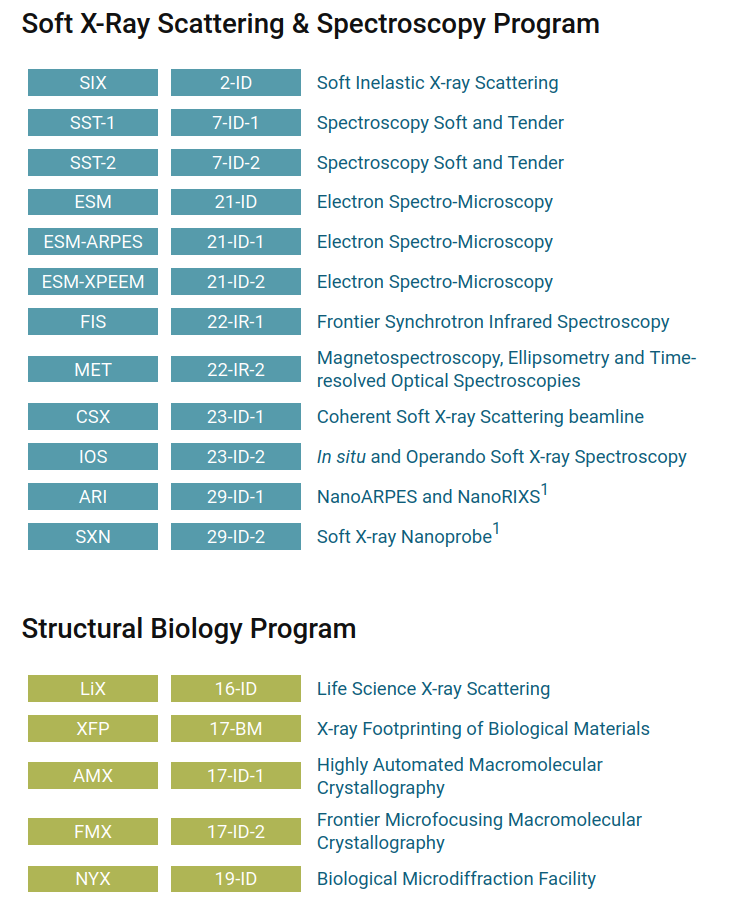 Soft X-Ray Scattering & Spectroscopy Program
SIX 2-ID Soft Inelastic X-ray Scattering
SST-1 7-ID-1 Spectroscopy Soft and Tender
SST-2 7-ID-2 Spectroscopy Soft and Tender
ESM 21-ID Electron Spectro-Microscopy
ESM-ARPES 21-ID-1 Electron Spectro-Microscopy
ESM-XPEEM 21-ID-2 Electron Spectro-Microscopy
FIS 22-IR-1 Frontier Synchrotron Infrared Spectroscopy
MET 22-IR-2 Magnetospectroscopy, Ellipsometry and Time-
resolved Optical Spectroscopies
CSX 23-ID-1 Coherent Soft X-ray Scattering beamline
IOS 23-ID-2 In situ and Operando Soft X-ray Spectroscopy
ARI 29-ID-1 NanoARPES and NanoRIXS1
SXN 29-ID-2 Soft X-ray Nanoprobe1
Structural Biology Program
LiX 16-ID Life Science X-ray Scattering
XFP 17-BM X-ray Footprinting of Biological Materials
AMX 17-ID-1 Highly Automated Macromolecular
Crystallography
FMX 17-ID-2 Frontier Microfocusing Macromolecular
Crystallography
NYX 19-ID Biological Microdiffraction Facility